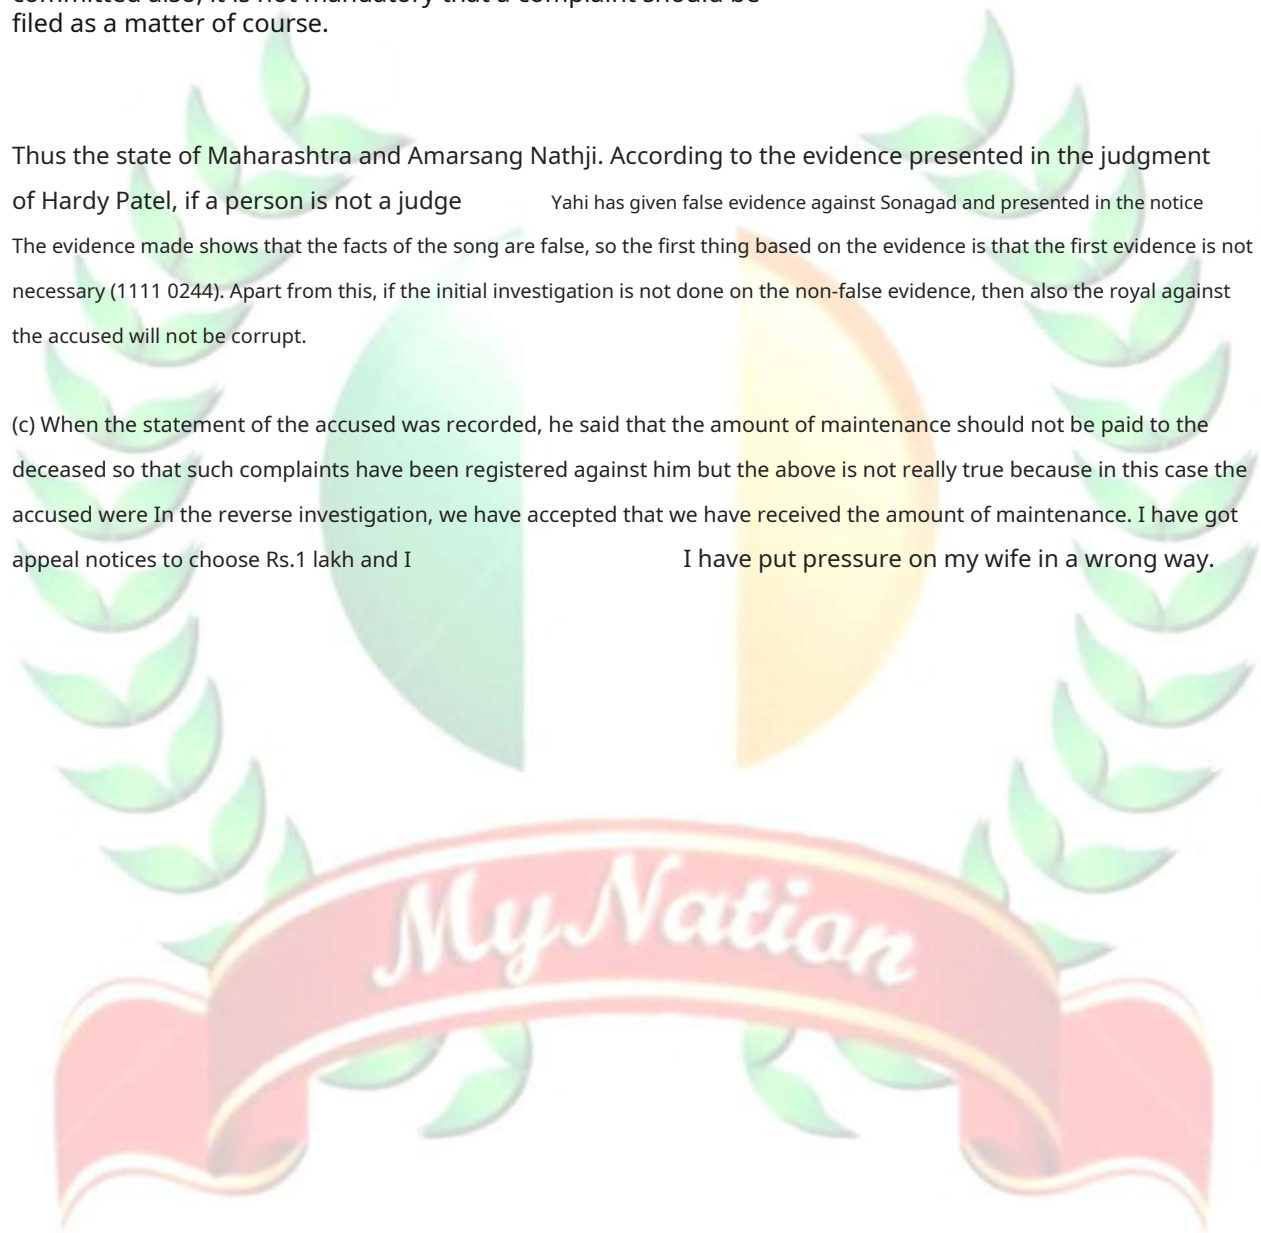 committed also, it is not mandatory that a complaint should be
filed as a matter of course.
Thus the state of Maharashtra and Amarsang Nathji. According to the evidence presented in the judgment
of Hardy Patel, if a person is not a judge Yahi has given false evidence against Sonagad and presented in the notice
The evidence made shows that the facts of the song are false, so the first thing based on the evidence is that the first evidence is not
necessary (1111 0244). Apart from this, if the initial investigation is not done on the non-false evidence, then also the royal against
the accused will not be corrupt.
(c) When the statement of the accused was recorded, he said that the amount of maintenance should not be paid to the
deceased so that such complaints have been registered against him but the above is not really true because in this case the
accused were In the reverse investigation, we have accepted that we have received the amount of maintenance. I have got
appeal notices to choose Rs.1 lakh and I I have put pressure on my wife in a wrong way.
MyNation